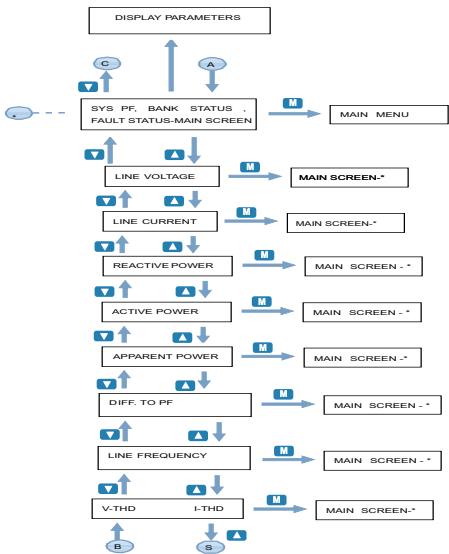 DISPLAY PARAMETERS
C
A
▼
▲
SYS PF, BANK STATUS ,
FAULT STATUS-MAIN SCREEN
*
M
MAIN MENU
▼
▲
LINE VOLTAGE
M
MAIN SCREEN-*
▼
▲
LINE CURRENT
M
MAIN SCREEN-*
▼
▲
REACTIVE POWER
M
MAIN SCREEN - *
▼
▲
ACTIVE POWER
M
MAIN SCREEN - *
▼
▲
APPARENT POWER
M
MAIN SCREEN -*
▼
▲
DIFF. TO PF
M
MAIN SCREEN - *
▼
▲
LINE FREQUENCY
M
MAIN SCREEN - *
▼
▲
V-THD I-THD
M
MAIN SCREEN-*
▲
B
S